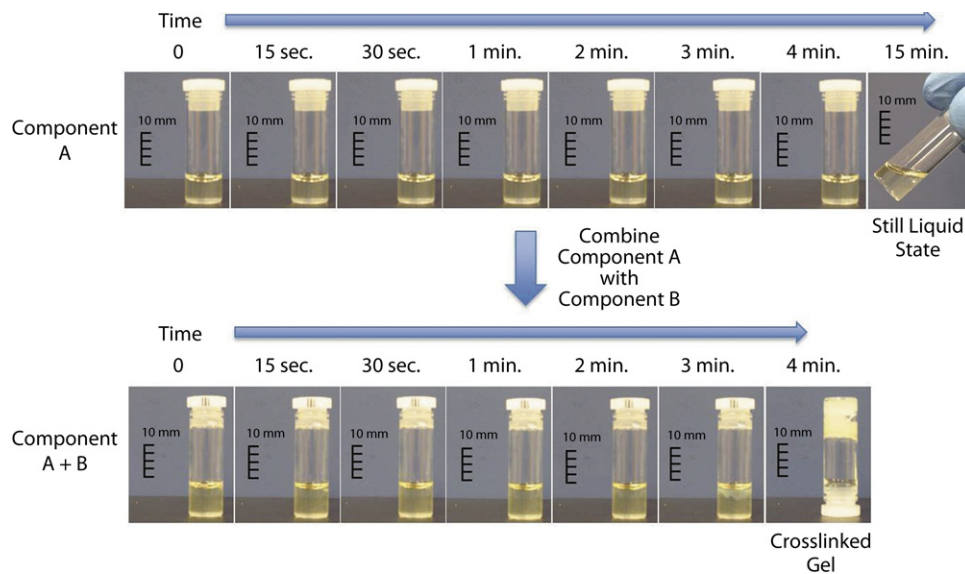 Time
0 15 sec. 30 sec. 1 min. 2 min. 3 min. 4 min. 15 min.
Component
A
10 mm 10 mm 10 mm 10 mm 10 mm 10 mm 10 mm 10 mm
Still Liquid
State
Combine
Component A
with
Component B
Time
0 15 sec. 30 sec. 1 min. 2 min. 3 min. 4 min.
Component
A + B
10 mm 10 mm 10 mm 10 mm 10 mm 10 mm 10 mm
Crosslinked
Gel